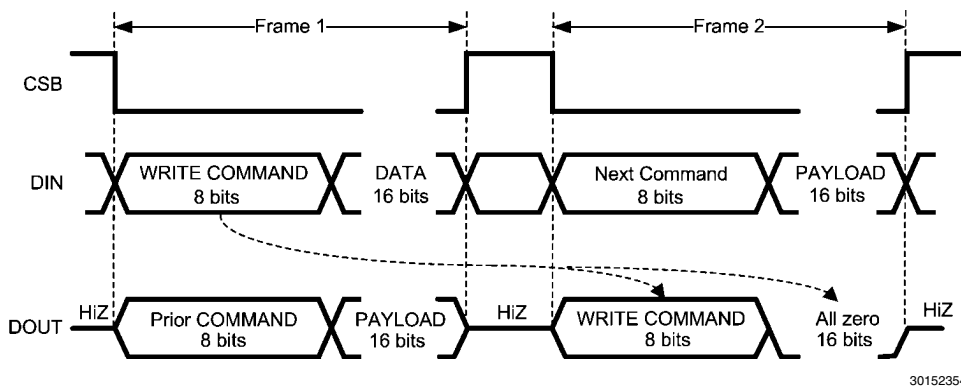 Frame 1 Frame 2
CSB
DIN WRITE COMMAND DATA Next Command PAYLOAD
8 bits 16 bits 8 bits 16 bits
DOUT HiZ Prior COMMAND PAYLOAD HiZ WRITE COMMAND All zero HiZ
8 bits 16 bits 8 bits 16 bits